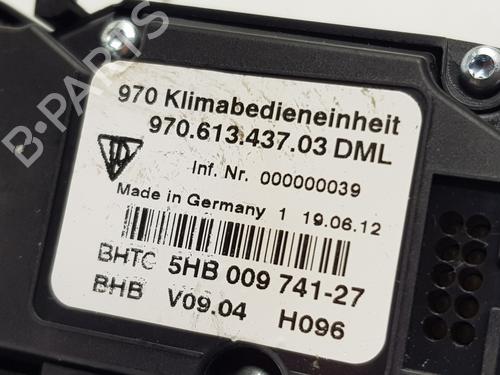 B-PARTS
970 Klimabedieneinheit
970.613.437.03 DML
Inf. Nr. 000000039
Made in Germany 1 19.06.12
BHTC 5HB 009 741-27
BHB V09.04 H096